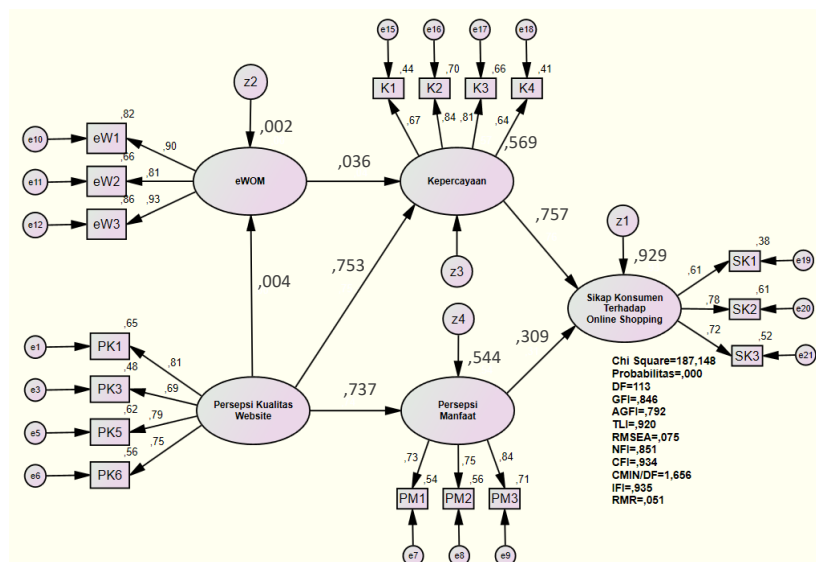 e15
e16
e17
e18
,44
,70
,66
,41
K1
K2
K3
K4
,67
,84
,81
,64
,569
z2
,002
,82
e10
eW1
,90
,66
e11
eW2
,81
,86
e12
eW3
,93
eWOM
,036
Kepercayaan
,757
z3
z1
,929
,004
,753
z4
,544
,309
Sikap Konsumen
Terhadap
Online Shopping
,38
,61
SK1
e19
,61
,78
SK2
e20
,52
,72
SK3
e21
,65
e1
PK1
,81
,48
e3
PK3
,69
,62
e5
PK5
,79
,56
e6
PK6
,75
Persepsi Kualitas
Website
,737
Persepsi
Manfaat
,73
,75
,84
,54
,56
,71
PM1
PM2
PM3
e7
e8
e9
Chi Square=187,148
Probabilitas=,000
DF=113
GFI=,846
AGFI=,792
TLI=,920
RMSEA=,075
NFI=,851
CFI=,934
CMIN/DF=1,656
IFI=,935
RMR=,051